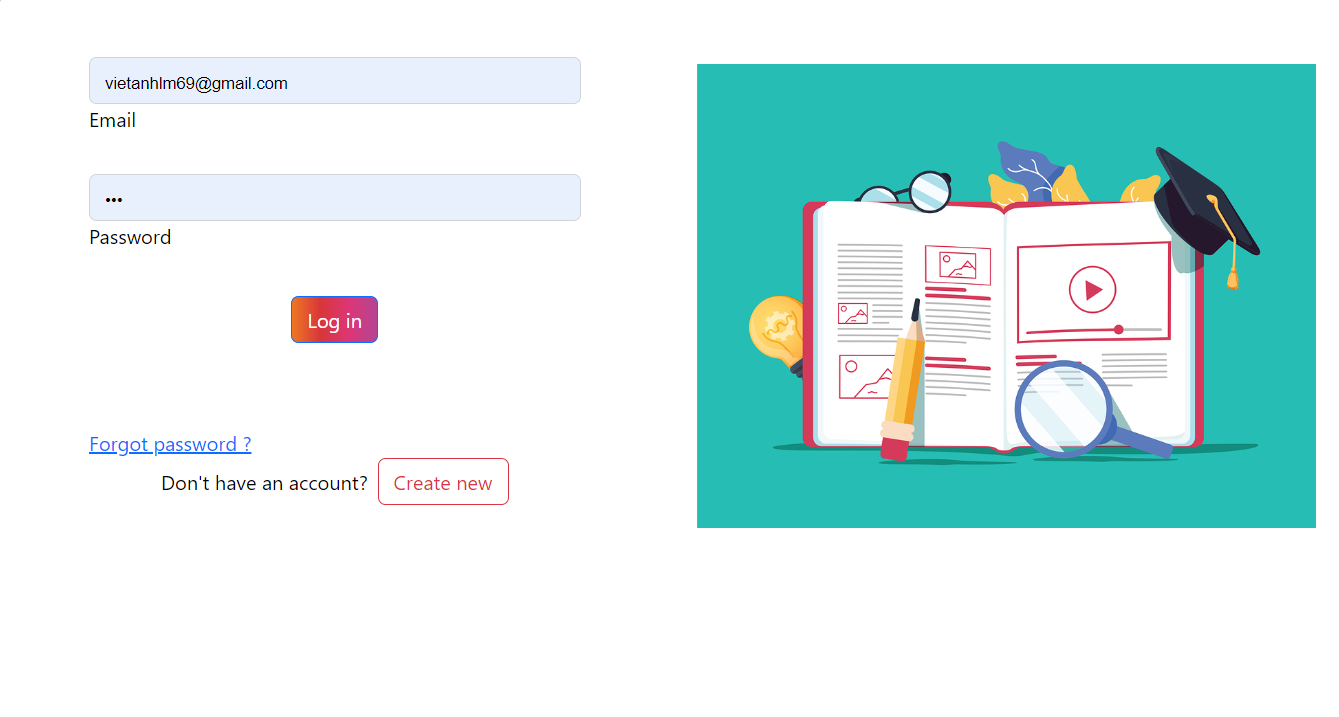 vietanhlm69@gmail.com
Email
•••
Password
Log in
Forgot password ?
Don't have an account? Create new